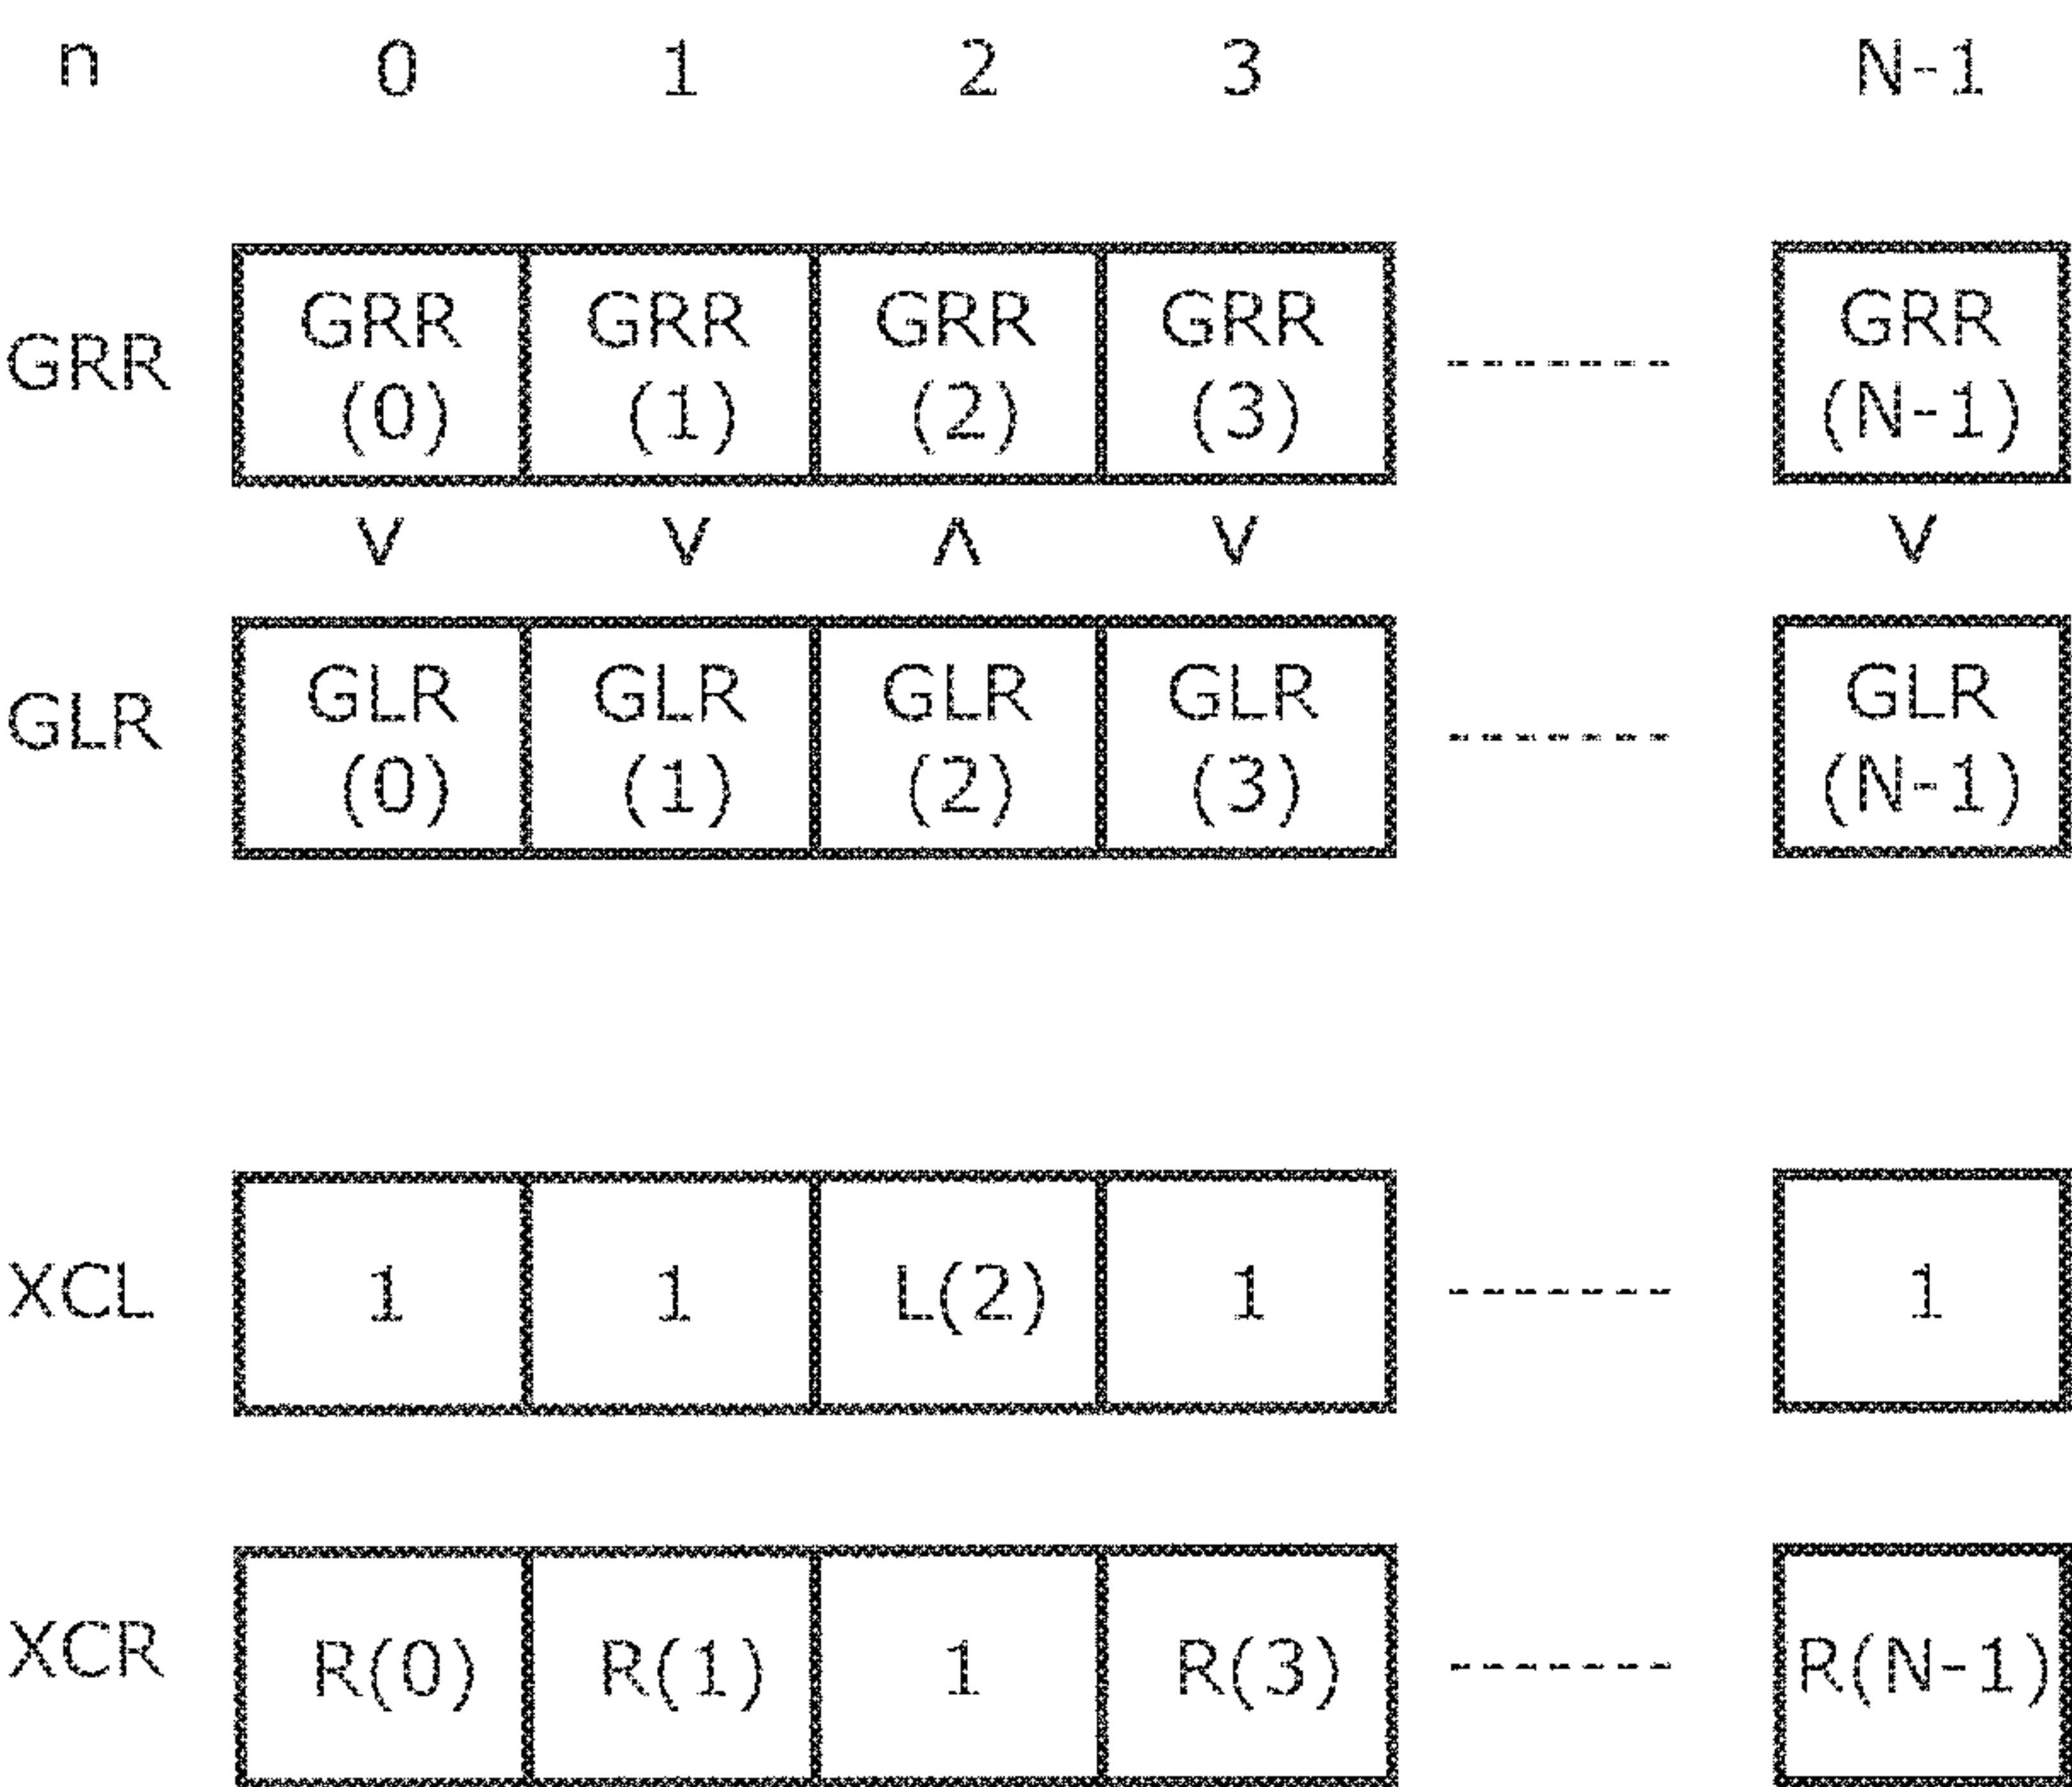 n 0 1 2 3 N-1
GRR GRR (0) GRR (1) GRR (2) GRR (3) ------- GRR (N-1)
V V Λ V V
GLR GLR (0) GLR (1) GLR (2) GLR (3) ------- GLR (N-1)
XCL 1 1 L(2) 1 ------- 1
XCR R(0) R(1) 1 R(3) ------- R(N-1)